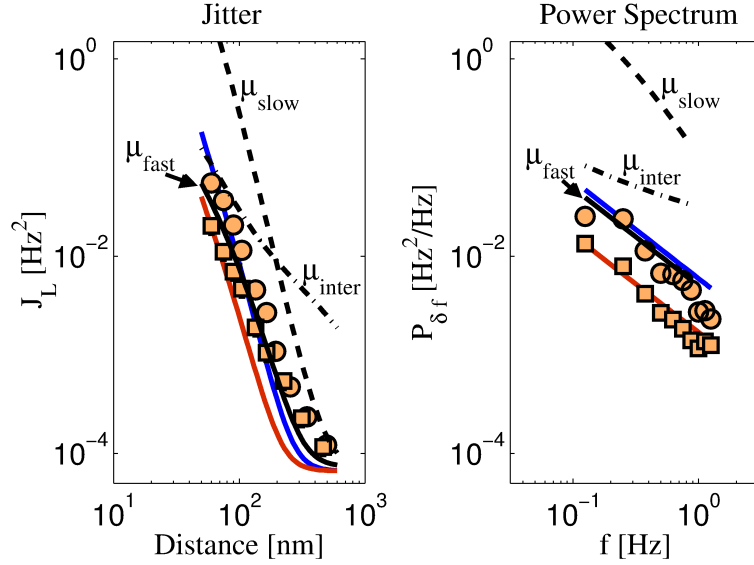 Jitter
Power Spectrum
10^0
10^-2
10^-4
J_L [Hz^2]
μ_slow
μ_fast
μ_inter
10^1
10^2
10^3
Distance [nm]
10^0
10^-2
10^-4
P_δf [Hz^2/Hz]
μ_slow
μ_fast
μ_inter
10^-1
10^0
f [Hz]